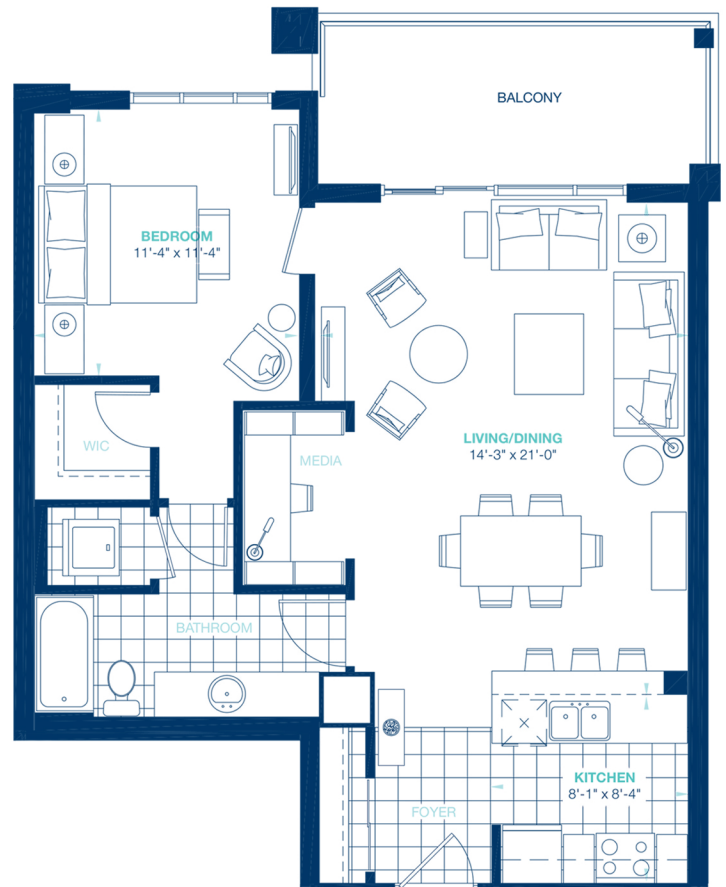 BALCONY
BEDROOM
11'-4" x 11'-4"
WIC
MEDIA
LIVING/DINING
14'-3" x 21'-0"
BATHROOM
KITCHEN
8'-1" x 8'-4"
FOYER